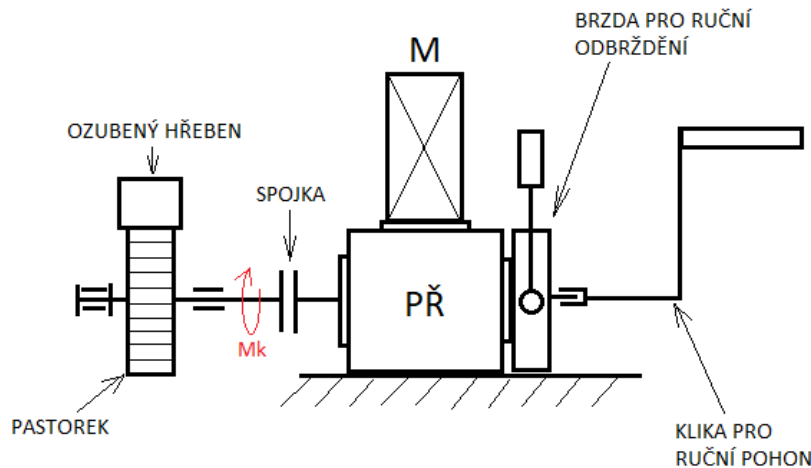 BRZDA PRO RUČNÍ
ODBRŽDĚNÍ
M
OZUBENÝ HŘEBEN
SPOJKA
PŘ
Mk
PASTOREK
KLIKA PRO
RUČNÍ POHON